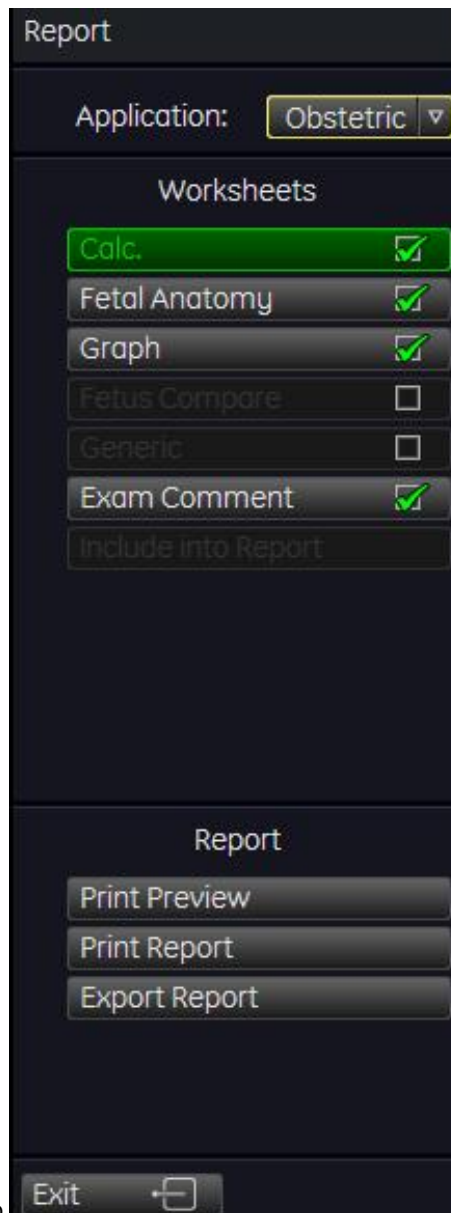 Report
Application: Obstetric
Worksheets
Calc.
Fetal Anatomy
Graph
Fetus Compare
Generic
Exam Comment
Include into Report
Report
Print Preview
Print Report
Export Report
Exit